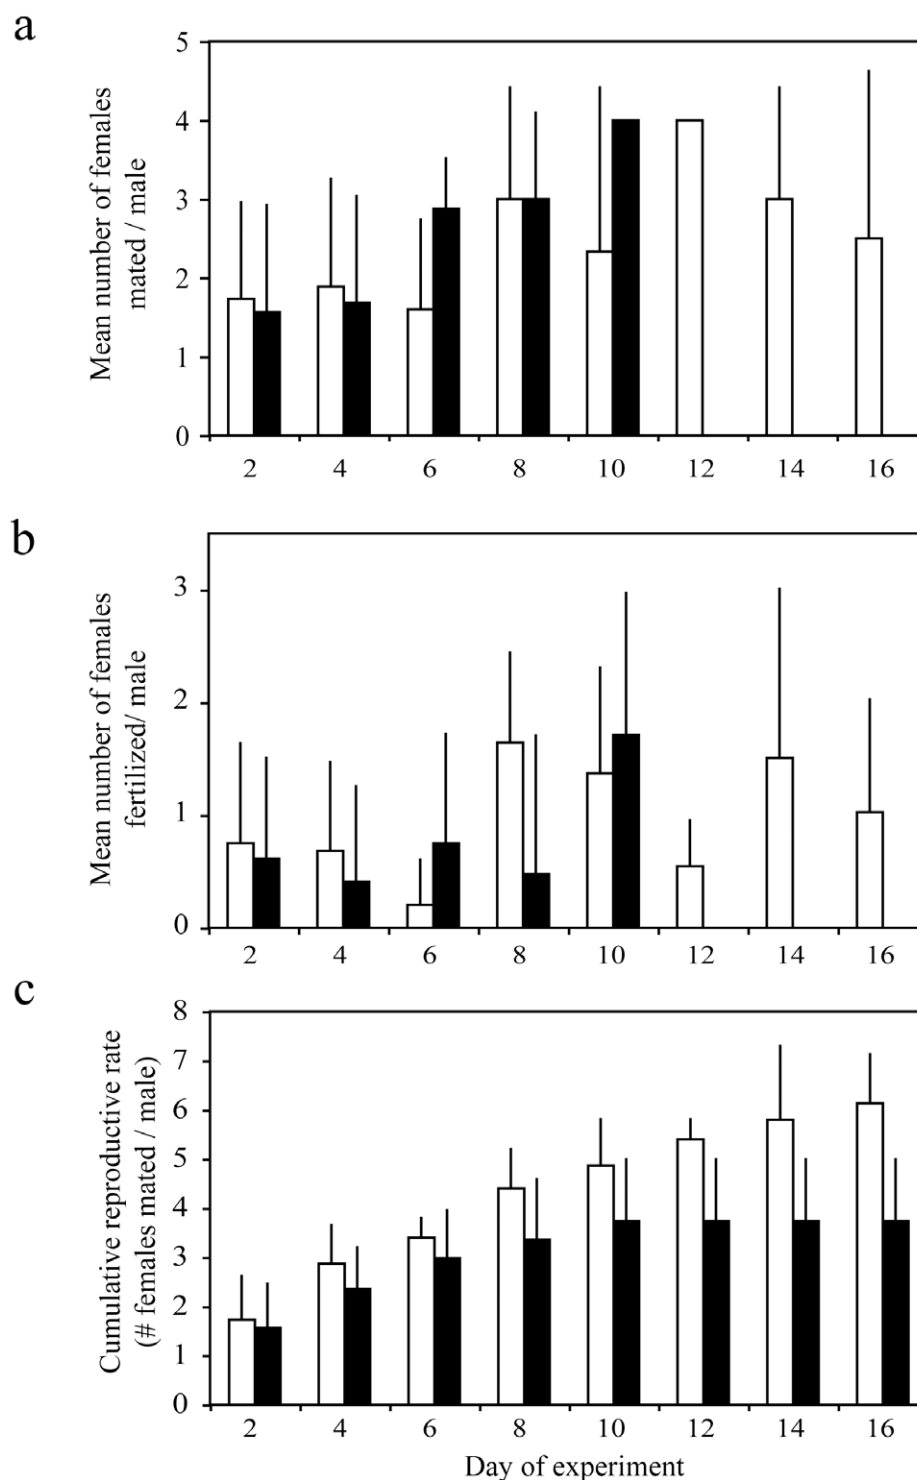 a
Mean number of females
mated / male
5
4
3
2
1
0
2 4 6 8 10 12 14 16
b
Mean number of females
fertilized/ male
3
2
1
0
2 4 6 8 10 12 14 16
c
Cumulative reproductive rate
(# females mated / male)
8
7
6
5
4
3
2
1
0
2 4 6 8 10 12 14 16
Day of experiment